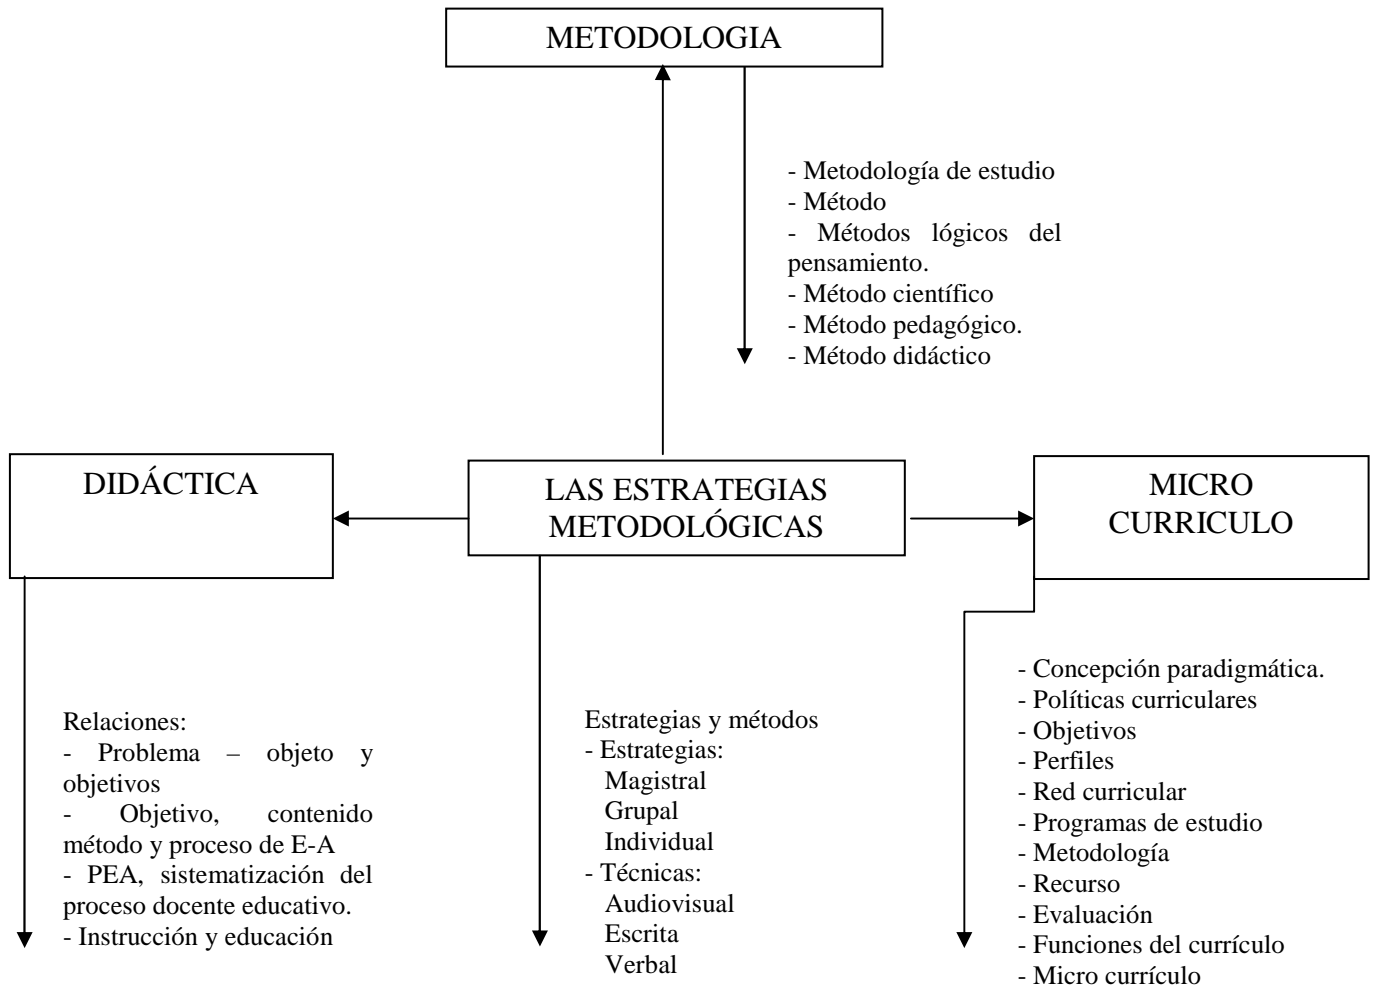 METODOLOGIA
- Metodología de estudio
- Método
- Métodos lógicos del
pensamiento.
- Método científico
- Método pedagógico.
- Método didáctico
DIDÁCTICA
LAS ESTRATEGIAS
METODOLÓGICAS
MICRO
CURRICULO
Relaciones:
- Problema – objeto y
objetivos
- Objetivo, contenido
método y proceso de E-A
- PEA, sistematización del
proceso docente educativo.
- Instrucción y educación
Estrategias y métodos
- Estrategias:
Magistral
Grupal
Individual
- Técnicas:
Audiovisual
Escrita
Verbal
- Concepción paradigmática.
- Políticas curriculares
- Objetivos
- Perfiles
- Red curricular
- Programas de estudio
- Metodología
- Recurso
- Evaluación
- Funciones del currículo
- Micro currículo